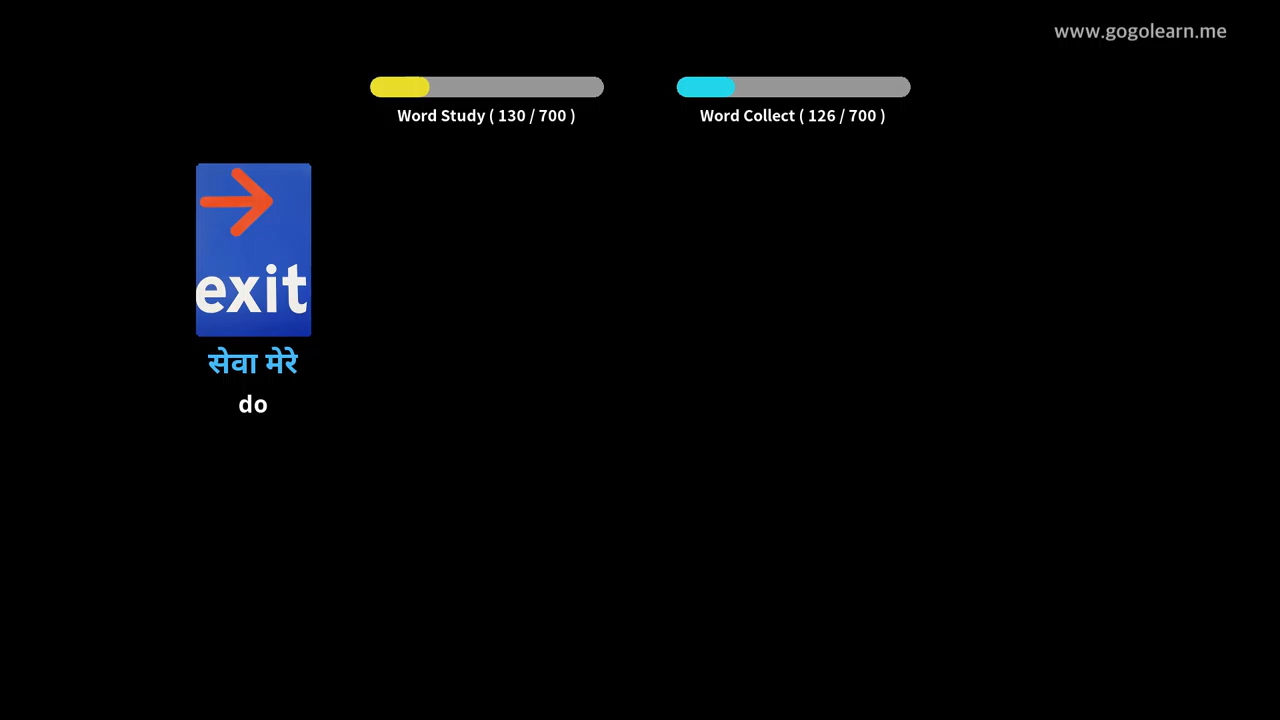 www.gogolearn.me
Word Study ( 130 / 700 )
Word Collect ( 126 / 700 )
exit
सेवा मेरे
do